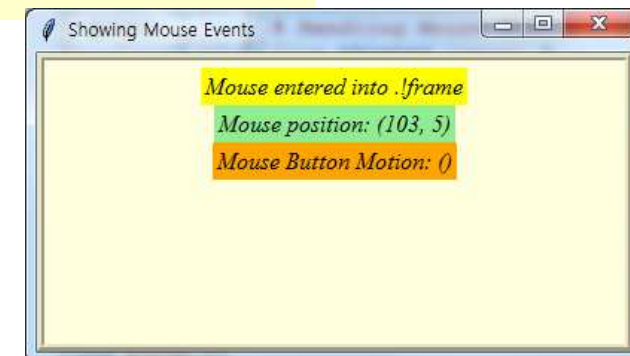 Showing Mouse Events
Mouse entered into .!frame
Mouse position: (103, 5)
Mouse Button Motion: ()